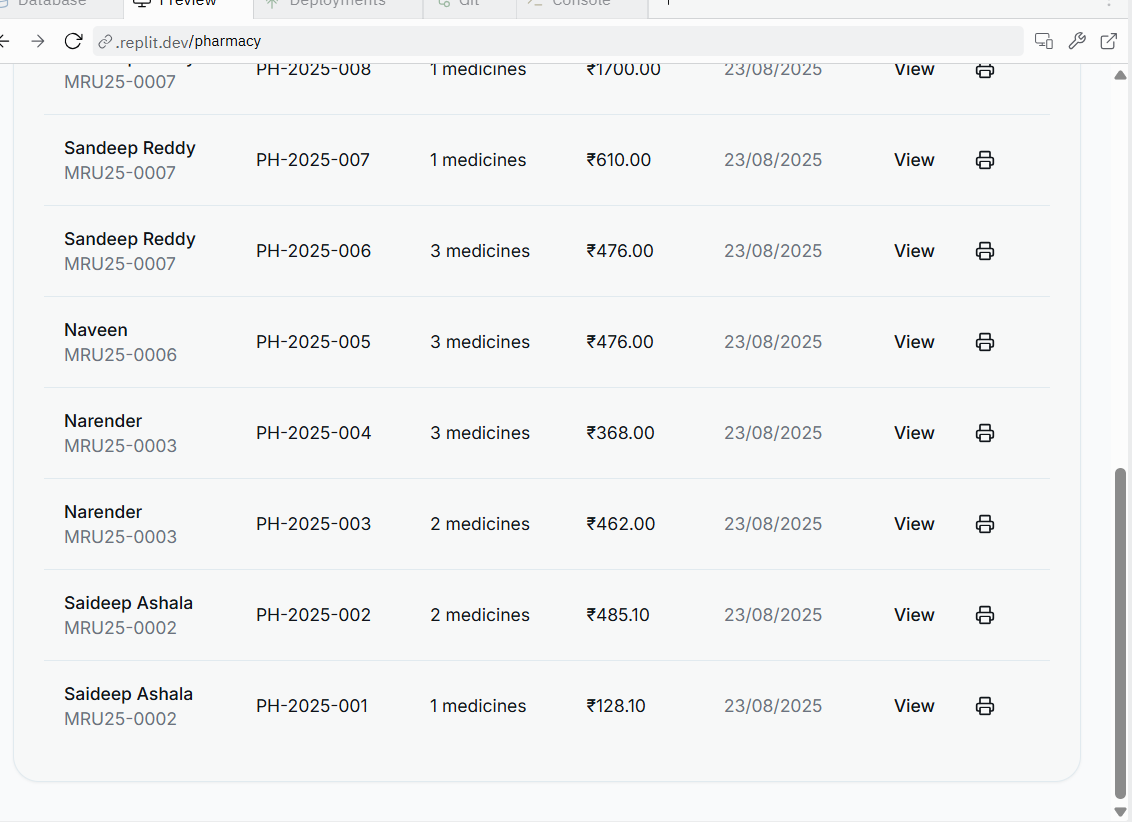 Database Preview Deployments Git Console
.replit.dev/pharmacy
PH-2025-008 1 medicines ₹1700.00 23/08/2025 View
MRU25-0007
Sandeep Reddy
MRU25-0007
PH-2025-007 1 medicines ₹610.00 23/08/2025 View
Sandeep Reddy
MRU25-0007
PH-2025-006 3 medicines ₹476.00 23/08/2025 View
Naveen
MRU25-0006
PH-2025-005 3 medicines ₹476.00 23/08/2025 View
Narender
MRU25-0003
PH-2025-004 3 medicines ₹368.00 23/08/2025 View
Narender
MRU25-0003
PH-2025-003 2 medicines ₹462.00 23/08/2025 View
Saideep Ashala
MRU25-0002
PH-2025-002 2 medicines ₹485.10 23/08/2025 View
Saideep Ashala
MRU25-0002
PH-2025-001 1 medicines ₹128.10 23/08/2025 View